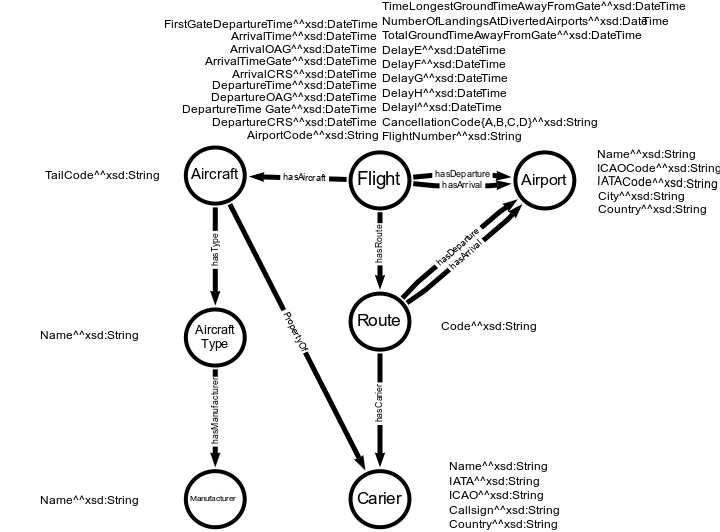 TimeLongestGroundTimeAwayFromGate^^xsd:DateTime
NumberOfLandingsAtDivertedAirports^^xsd:DateTime
TotalGroundTimeAwayFromGate^^xsd:DateTime
DelayE^^xsd:DateTime
DelayF^^xsd:DateTime
DelayG^^xsd:DateTime
DelayH^^xsd:DateTime
DelayI^^xsd:DateTime
CancellationCode{A,B,C,D}^^xsd:String
FlightNumber^^xsd:String
FirstGateDepartureTime^^xsd:DateTime
ArrivalTime^^xsd:DateTime
ArrivalOAG^^xsd:DateTime
ArrivalTimeGate^^xsd:DateTime
ArrivalCRS^^xsd:DateTime
DepartureTime^^xsd:DateTime
DepartureOAG^^xsd:DateTime
DepartureTime Gate^^xsd:DateTime
DepartureCRS^^xsd:DateTime
AirportCode^^xsd:String
TailCode^^xsd:String
Aircraft
hasAircraft
Flight
hasDeparture
hasArrival
Airport
Name^^xsd:String
ICAOCode^^xsd:String
IATACode^^xsd:String
City^^xsd:String
Country^^xsd:String
hasType
hasRoute
hasDeparture
hasArrival
Name^^xsd:String
Aircraft
Type
PropertyOf
Route
Code^^xsd:String
hasManufacturer
hasCarier
Name^^xsd:String
Manufacturer
Carier
Name^^xsd:String
IATA^^xsd:String
ICAO^^xsd:String
Callsign^^xsd:String
Country^^xsd:String